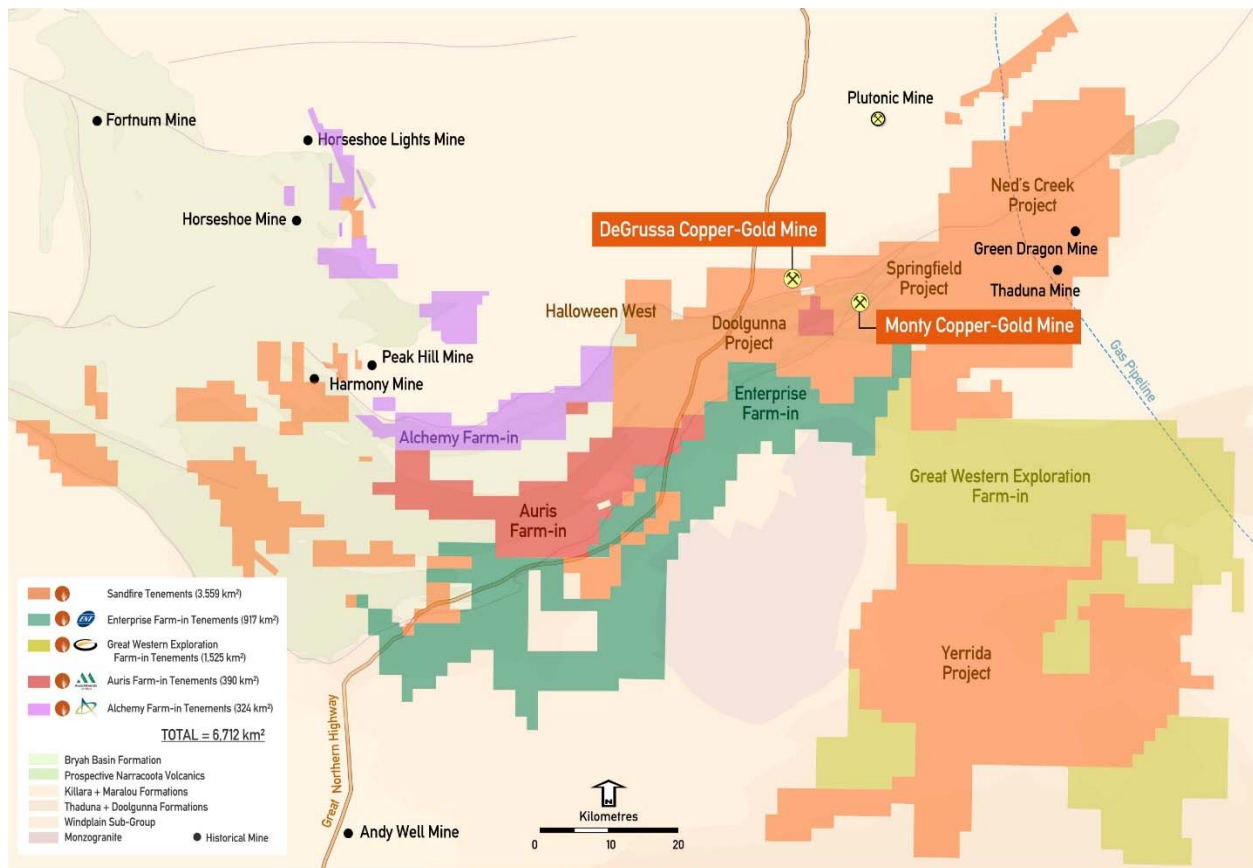 Fortnum Mine
Horseshoe Lights Mine
Plutonic Mine
Horseshoe Mine
Ned's Creek
Project
DeGrussa Copper-Gold Mine
Green Dragon Mine
Springfield
Project
Thaduna Mine
Halloween West
Doolgunna
Project
Monty Copper-Gold Mine
Peak Hill Mine
Harmony Mine
Gas Pipeline
Enterprise
Farm-in
Alchemy Farm-in
Great Western Exploration
Farm-in
Auris
Farm-in
Yerrida
Project
Great Northern Highway
Andy Well Mine
N
Kilometres
0 10 20
Sandfire Tenements (3,559 km²)
ENT
Enterprise Farm-in Tenements (917 km²)
Great Western Exploration
Farm-in Tenements (1,525 km²)
Auris Farm-in Tenements (390 km²)
Alchemy Farm-in Tenements (324 km²)
TOTAL = 6,712 km²
Bryah Basin Formation
Prospective Narracoota Volcanics
Killara + Maralou Formations
Thaduna + Doolgunna Formations
Windplain Sub-Group
Monzogranite
Historical Mine